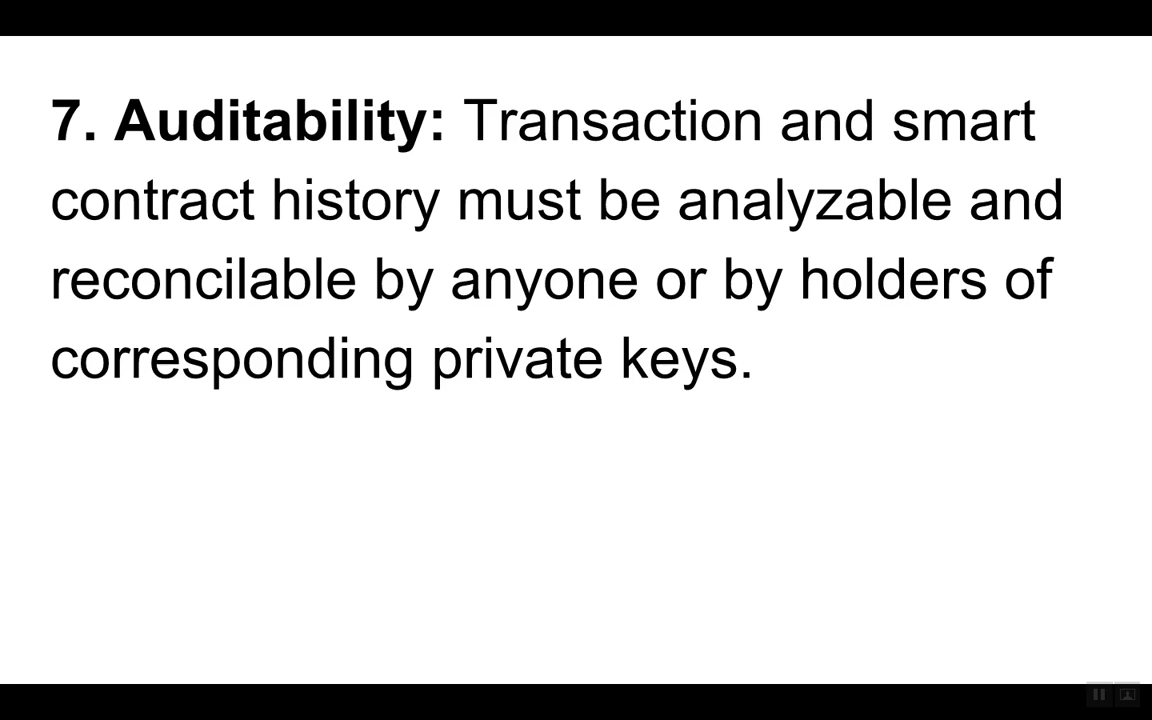 7. Auditability: Transaction and smart
contract history must be analyzable and
reconcilable by anyone or by holders of
corresponding private keys.